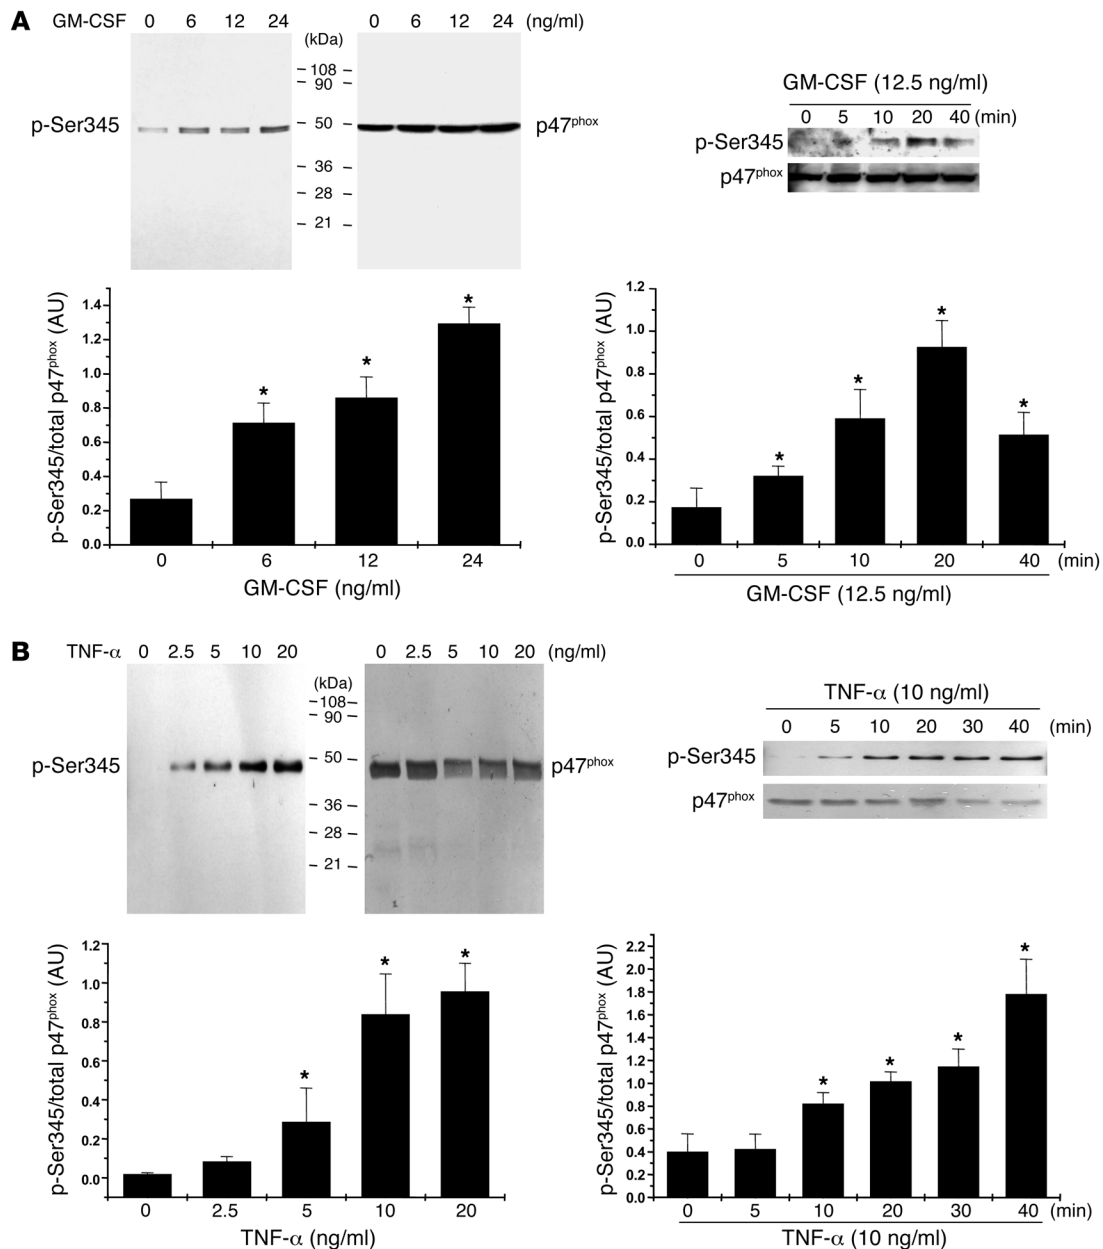 A
GM-CSF 0 6 12 24 (ng/ml)
0 6 12 24 (ng/ml)
(kDa)
108
90
50
36
28
21
p-Ser345
p47phox
GM-CSF (12.5 ng/ml)
0 5 10 20 40 (min)
p-Ser345
p47phox
p-Ser345/total p47phox (AU)
1.4
1.2
1.0
0.8
0.6
0.4
0.2
0.0
* * *
0 6 12 24
GM-CSF (ng/ml)
p-Ser345/total p47phox (AU)
1.2
1.0
0.8
0.6
0.4
0.2
0.0
* * * *
0 5 10 20 40 (min)
GM-CSF (12.5 ng/ml)
B
TNF-α 0 2.5 5 10 20 (ng/ml)
0 2.5 5 10 20 (ng/ml)
(kDa)
108
90
50
36
28
21
p-Ser345
p47phox
TNF-α (10 ng/ml)
0 5 10 20 30 40 (min)
p-Ser345
p47phox
p-Ser345/total p47phox (AU)
1.2
1.0
0.8
0.6
0.4
0.2
0.0
* * *
0 2.5 5 10 20
TNF-α (ng/ml)
p-Ser345/total p47phox (AU)
2.2
2.0
1.8
1.6
1.4
1.2
1.0
0.8
0.6
0.4
0.2
0.0
* * * *
0 5 10 20 30 40 (min)
TNF-α (10 ng/ml)